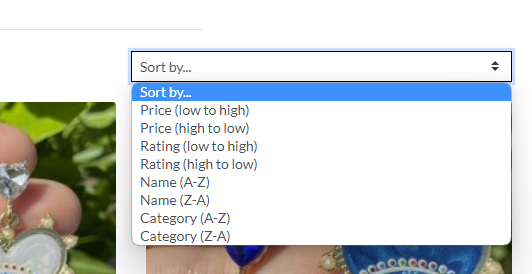 Sort by...
Sort by...
Price (low to high)
Price (high to low)
Rating (low to high)
Rating (high to low)
Name (A-Z)
Name (Z-A)
Category (A-Z)
Category (Z-A)